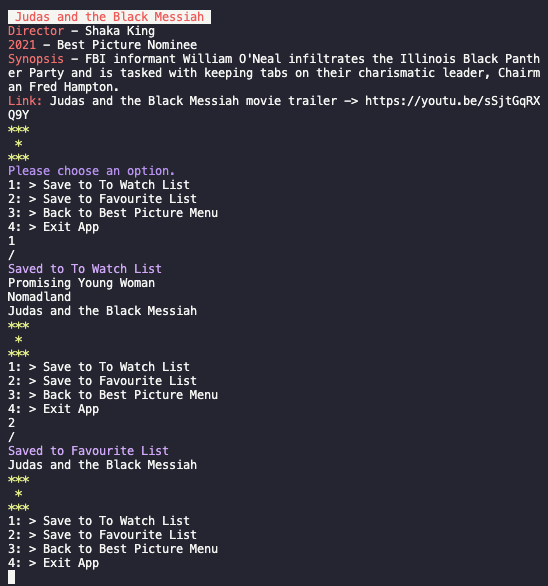 Judas and the Black Messiah
Director – Shaka King
2021 – Best Picture Nominee
Synopsis – FBI informant William O'Neal infiltrates the Illinois Black Panth
er Party and is tasked with keeping tabs on their charismatic leader, Chairm
an Fred Hampton.
Link: Judas and the Black Messiah movie trailer –> https://youtu.be/sSjtGqRX
Q9Y
***
*
***
Please choose an option.
1: > Save to To Watch List
2: > Save to Favourite List
3: > Back to Best Picture Menu
4: > Exit App
1
/
Saved to To Watch List
Promising Young Woman
Nomadland
Judas and the Black Messiah
***
*
***
1: > Save to To Watch List
2: > Save to Favourite List
3: > Back to Best Picture Menu
4: > Exit App
2
/
Saved to Favourite List
Judas and the Black Messiah
***
*
***
1: > Save to To Watch List
2: > Save to Favourite List
3: > Back to Best Picture Menu
4: > Exit App